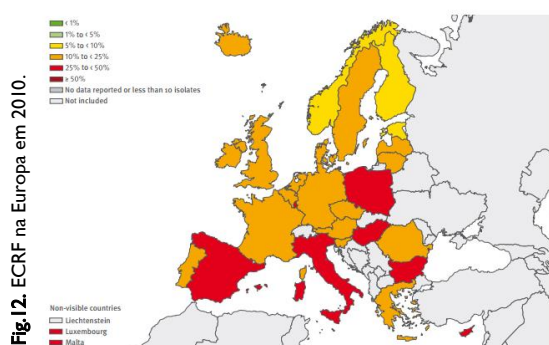 Fig.12. ECRF na Europa em 2010.
< 1%
1% to < 5%
5% to < 10%
10% to < 25%
25% to < 50%
≥ 50%
No data reported or less than 10 isolates
Not included
Non-visible countries
Liechtenstein
Luxembourg
Malta